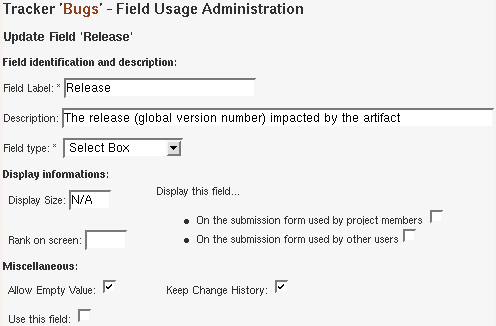 Tracker 'Bugs' - Field Usage Administration
Update Field 'Release'
Field identification and description:
Field Label: * Release
Description: The release (global version number) impacted by the artifact
Field type: * Select Box
Display informations:
Display Size: N/A
Display this field...
• On the submission form used by project members
Rank on screen:
• On the submission form used by other users
Miscellaneous:
Allow Empty Value: Keep Change History:
Use this field: